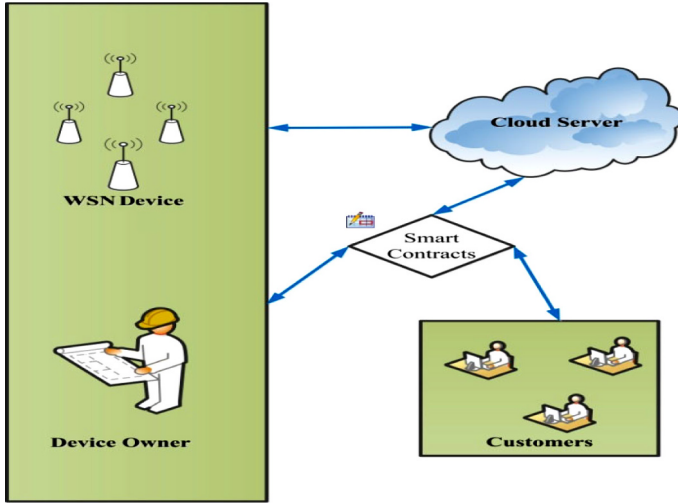 Cloud Server
WSN Device
Smart
Contracts
Device Owner
Customers